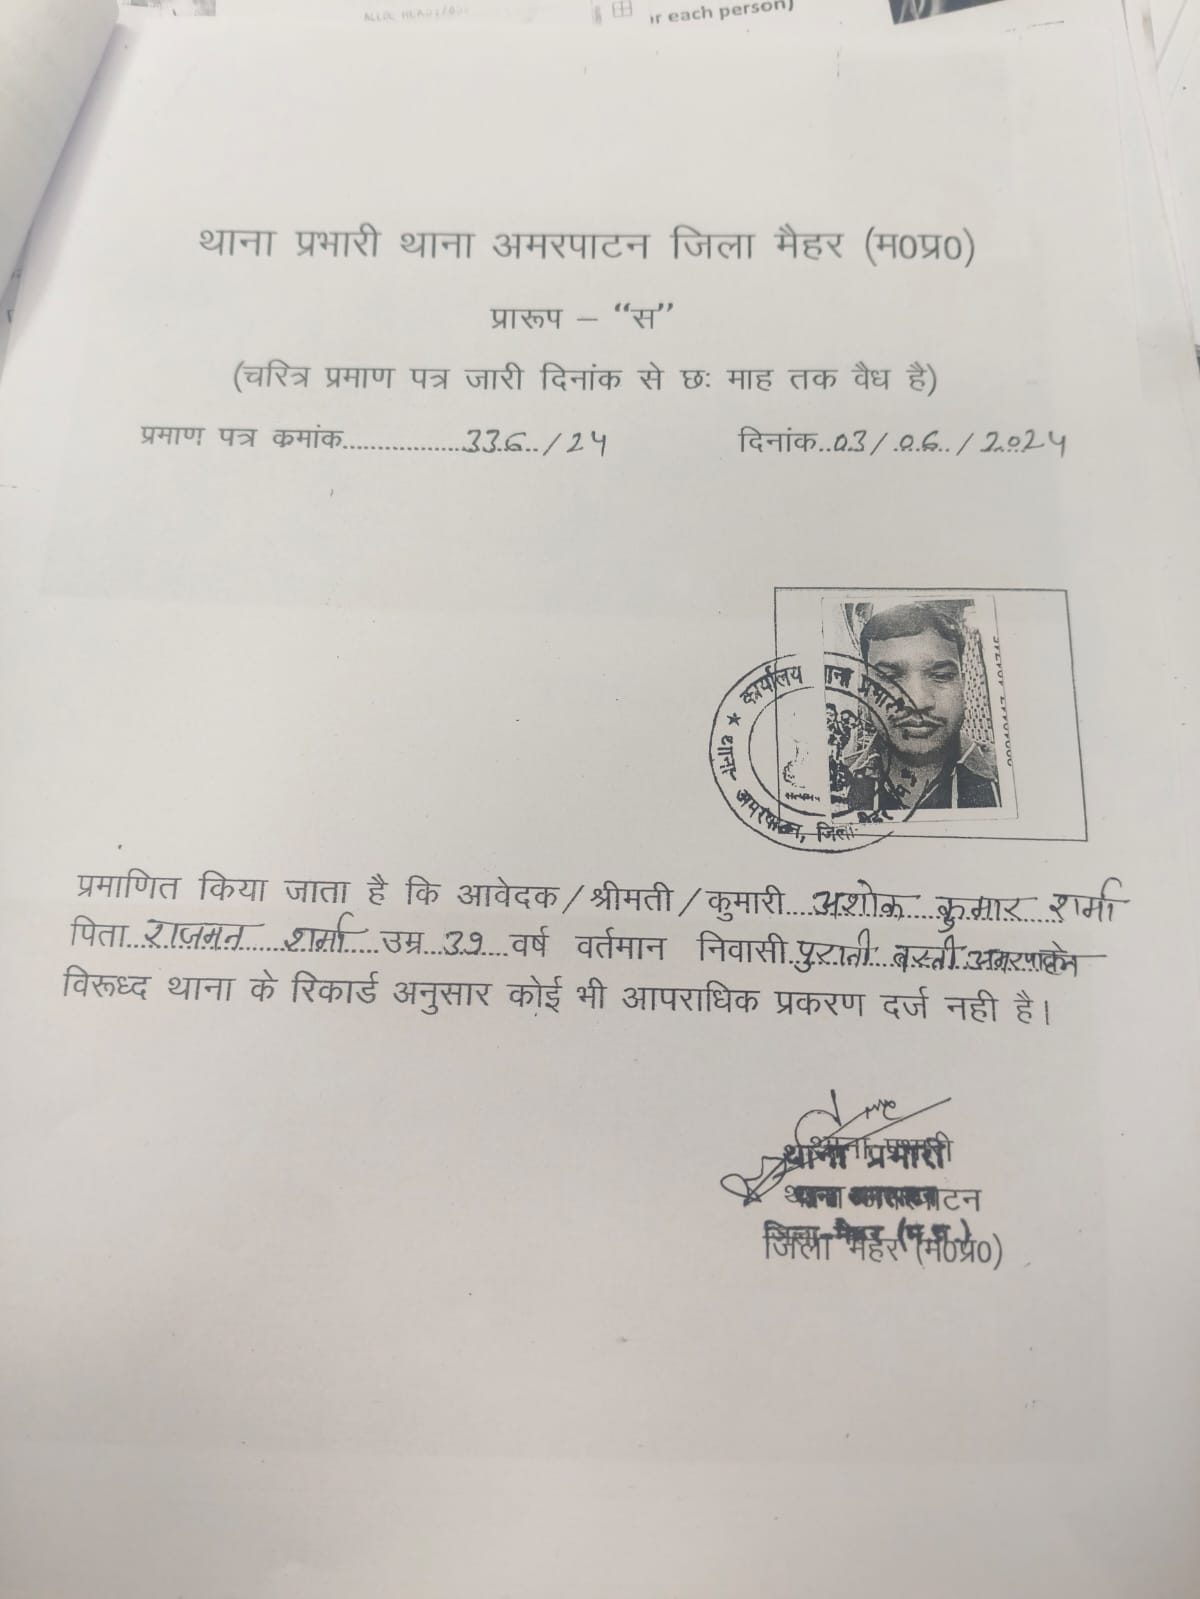 r each person)
थाना प्रभारी थाना अमरपाटन जिला मैहर (म0प्र0)
प्रारूप – “स”
(चरित्र प्रमाण पत्र जारी दिनांक से छः माह तक वैध है)
प्रमाण पत्र कमांक..................336../24 दिनांक..03/.06../2024
कार्यालय थाना प्रभारी
★ थाना अमरपाटन, जिला मैहर
प्रमाणित किया जाता है कि आवेदक/श्रीमती/कुमारी....अशोक....कुमार...शर्मा
पिता..राजमन......शर्मा...उम्र...39....वर्ष वर्तमान निवासी.पुरानी..बस्ती.अमरपाटन
विरूध्द थाना के रिकार्ड अनुसार कोई भी आपराधिक प्रकरण दर्ज नही है।
थाना प्रभारी
थाना प्रभारी
थाना अमरपाटन
जिला-मैहर (म.प्र.)
जिला मैहर (म0प्र0)